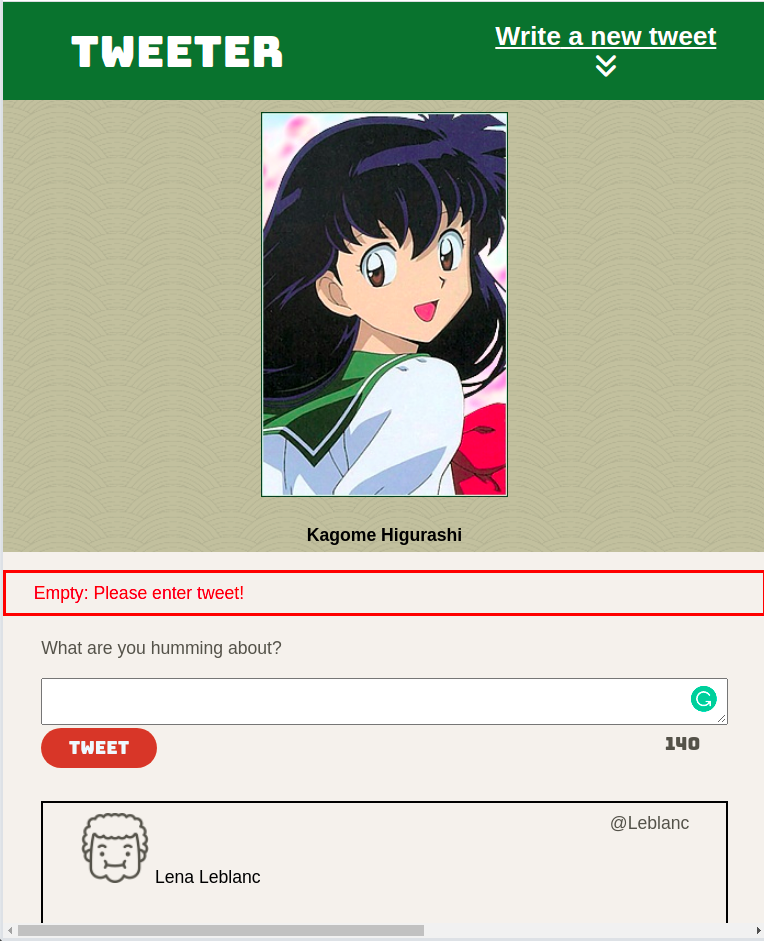 TWEETER
Write a new tweet
Kagome Higurashi
Empty: Please enter tweet!
What are you humming about?
TWEET
140
@Leblanc
Lena Leblanc